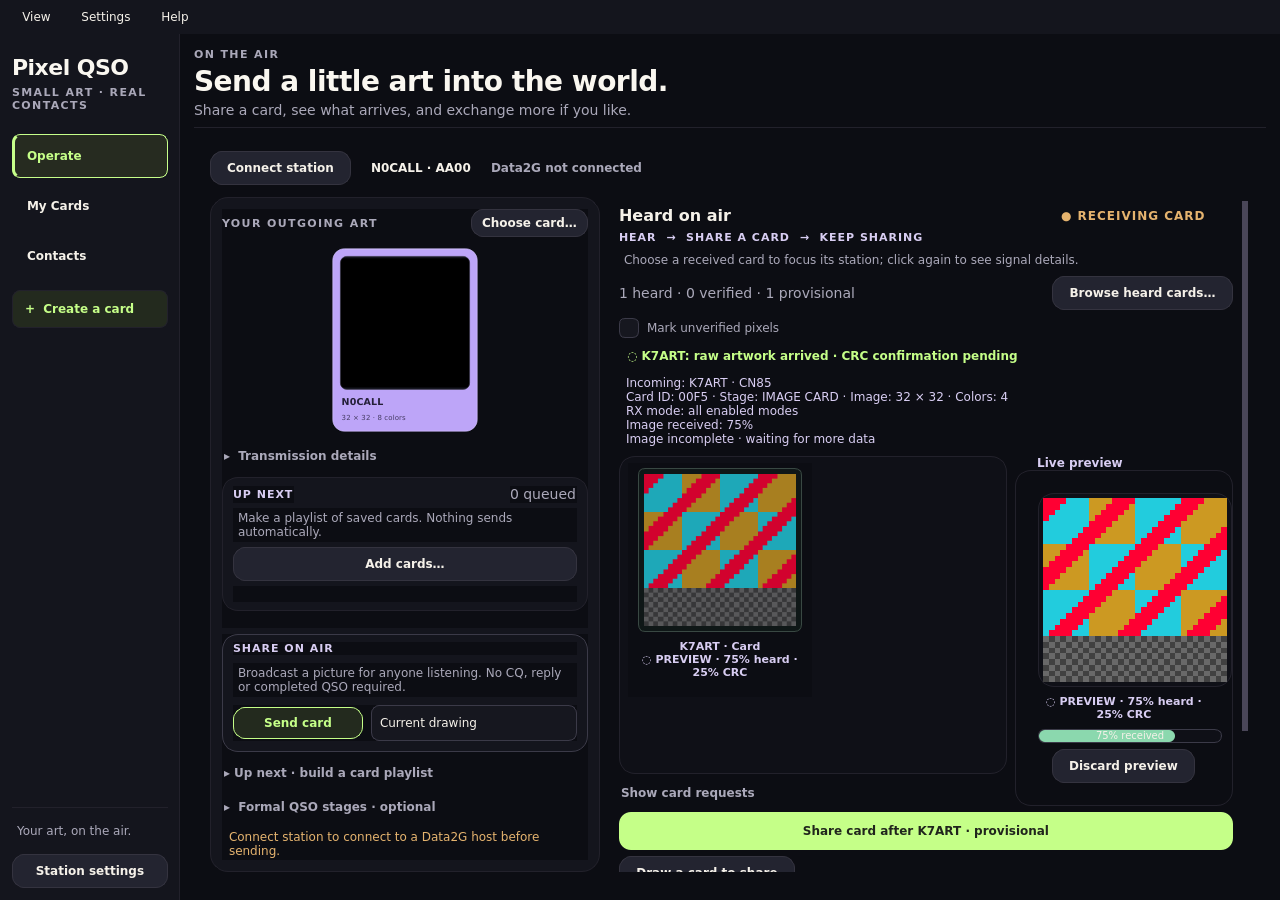 View Settings Help
Pixel QSO
SMALL ART · REAL
CONTACTS
Operate
My Cards
Contacts
+ Create a card
Your art, on the air.
Station settings
ON THE AIR
Send a little art into the world.
Share a card, see what arrives, and exchange more if you like.
Connect station
N0CALL · AA00
Data2G not connected
YOUR OUTGOING ART
Choose card…
N0CALL
32 × 32 · 8 colors
▸ Transmission details
UP NEXT
0 queued
Make a playlist of saved cards. Nothing sends
automatically.
Add cards…
SHARE ON AIR
Broadcast a picture for anyone listening. No CQ, reply
or completed QSO required.
Send card
Current drawing
▸ Up next · build a card playlist
▸ Formal QSO stages · optional
Connect station to connect to a Data2G host before
sending.
Heard on air
● RECEIVING CARD
HEAR → SHARE A CARD → KEEP SHARING
Choose a received card to focus its station; click again to see signal details.
1 heard · 0 verified · 1 provisional
Browse heard cards…
Mark unverified pixels
◌ K7ART: raw artwork arrived · CRC confirmation pending
Incoming: K7ART · CN85
Card ID: 00F5 · Stage: IMAGE CARD · Image: 32 × 32 · Colors: 4
RX mode: all enabled modes
Image received: 75%
Image incomplete · waiting for more data
K7ART · Card
◌ PREVIEW · 75% heard ·
25% CRC
Live preview
◌ PREVIEW · 75% heard ·
25% CRC
75% received
Discard preview
Show card requests
Share card after K7ART · provisional
Draw a card to share